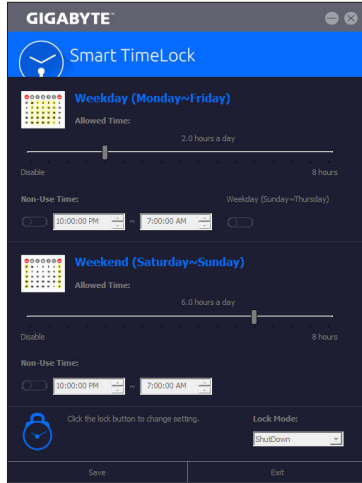 GIGABYTE™
Smart TimeLock
Weekday (Monday~Friday)
Allowed Time:
2.0 hours a day
Disable
8 hours
Non-Use Time:
Weekday (Sunday~Thursday)
10:00:00 PM ~ 7:00:00 AM
Weekend (Saturday~Sunday)
Allowed Time:
6.0 hours a day
Disable
8 hours
Non-Use Time:
10:00:00 PM ~ 7:00:00 AM
Click the lock button to change setting.
Lock Mode:
ShutDown
Save
Exit